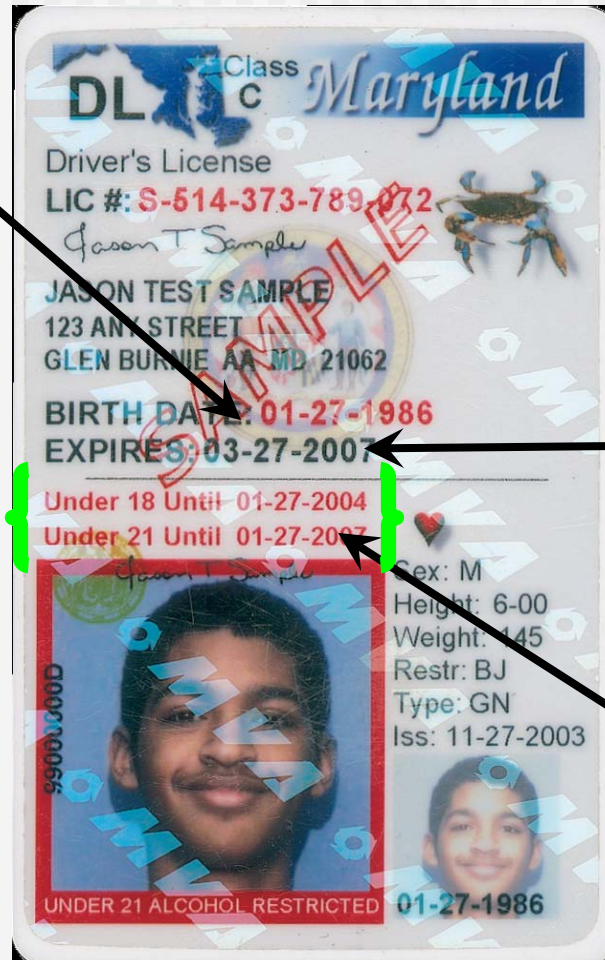 DL
Class
C
Maryland
Driver's License
LIC #: S-514-373-789-072
Jason T Sample
JASON TEST SAMPLE
123 ANY STREET
GLEN BURNIE AA MD 21062
SAMPLE
BIRTH DATE: 01-27-1986
EXPIRES: 03-27-2007
Under 18 Until 01-27-2004
Under 21 Until 01-27-2007
Jason T Sample
Sex: M
Height: 6-00
Weight: 145
Restr: BJ
Type: GN
Iss: 11-27-2003
UNDER 21 ALCOHOL RESTRICTED
01-27-1986
MVA